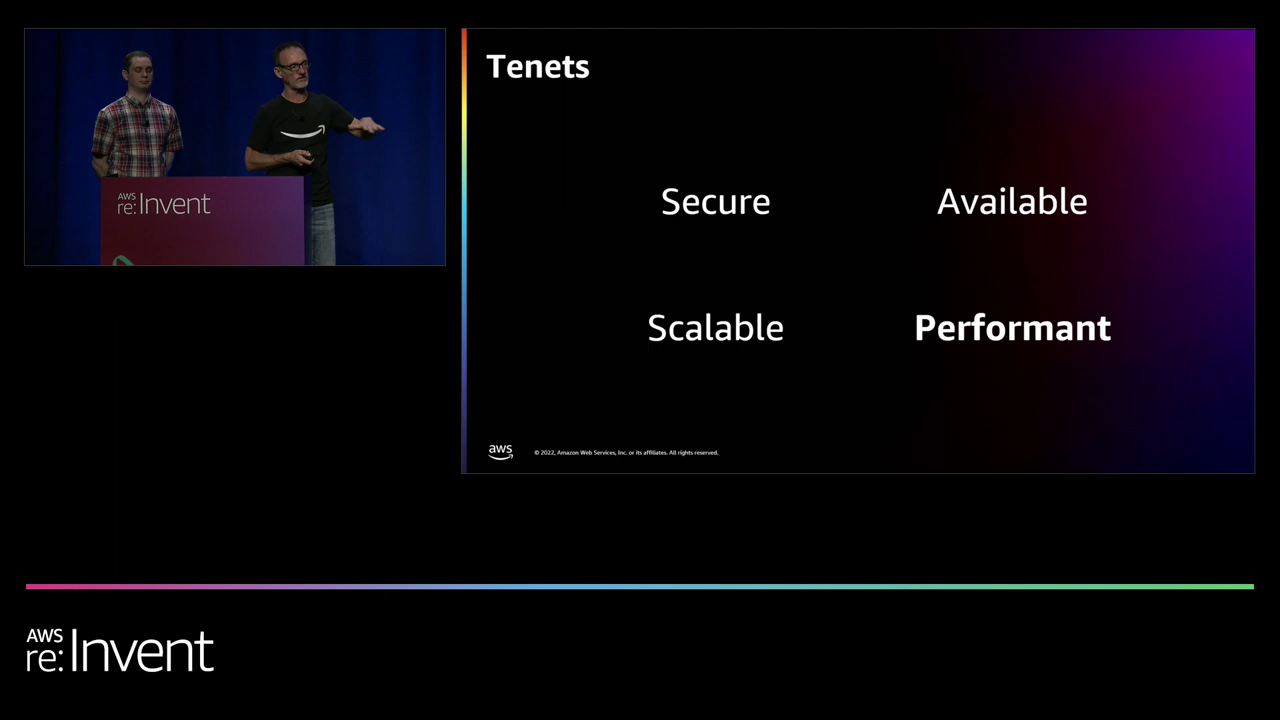 AWS
re:Invent
Tenets
Secure Available
Scalable Performant
aws
© 2022, Amazon Web Services, Inc. or its affiliates. All rights reserved.
AWS
re:Invent